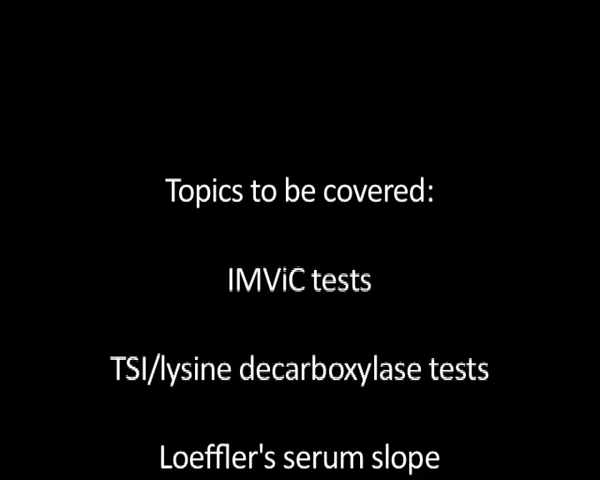 Topics to be covered:
IMViC tests
TSI/lysine decarboxylase tests
Loeffler's serum slope